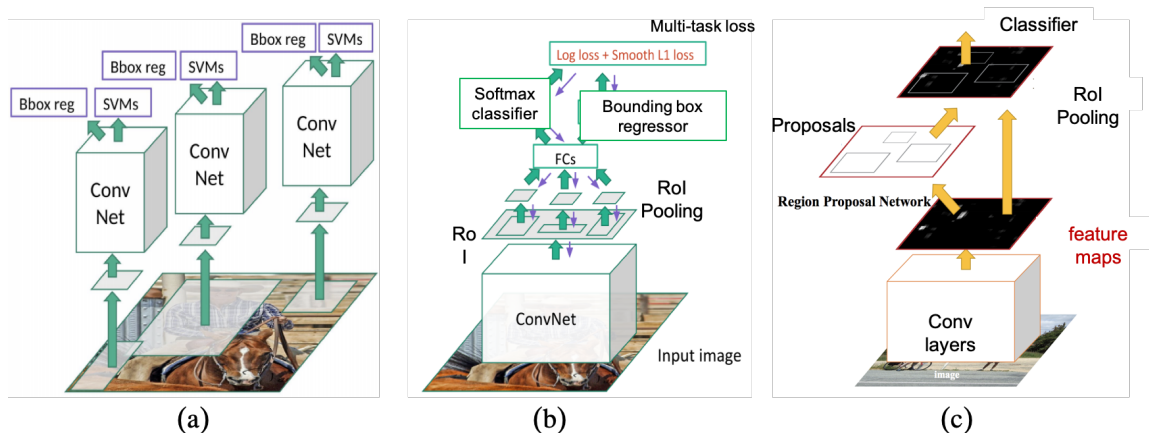 Bbox reg
SVMs
Conv
Net
Bbox reg
SVMs
Conv
Net
Bbox reg
SVMs
Conv
Net
(a)
Multi-task loss
Log loss + Smooth L1 loss
Softmax
classifier
Bounding box
regressor
FCs
RoI
Pooling
Ro
I
ConvNet
Input image
(b)
Classifier
RoI
Pooling
Proposals
Region Proposal Network
feature
maps
Conv
layers
image
(c)